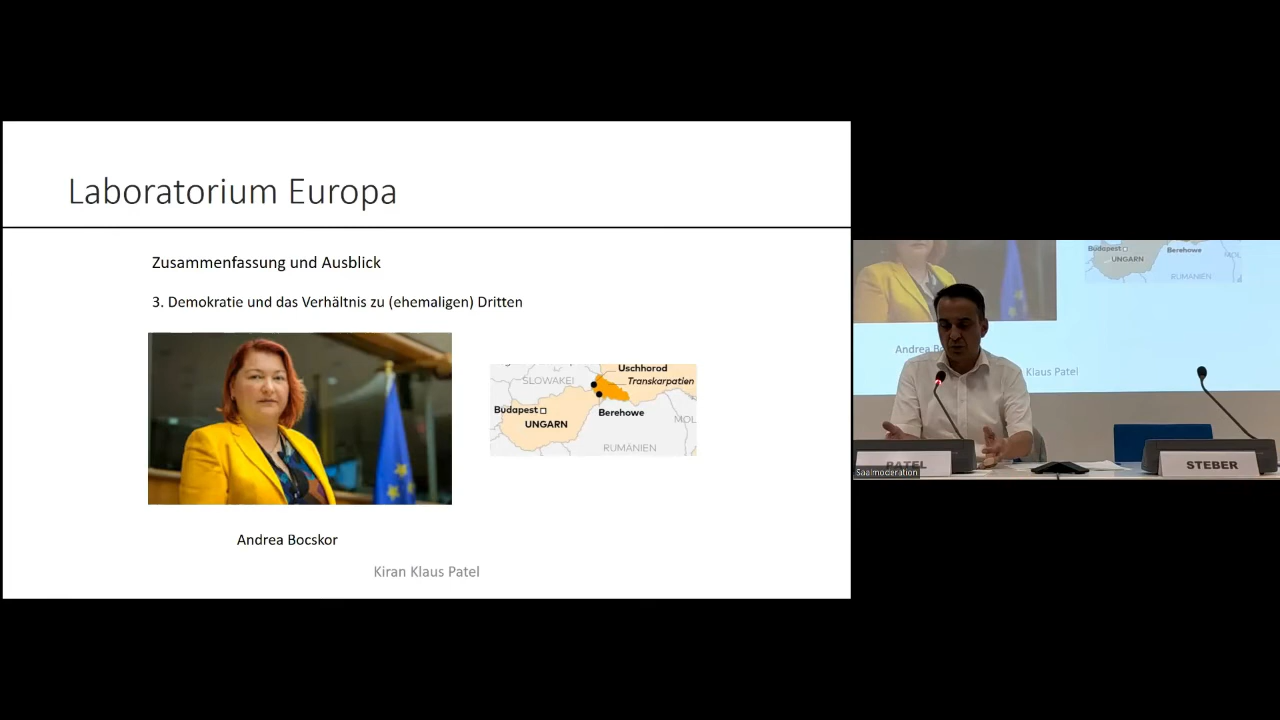 Laboratorium Europa
Zusammenfassung und Ausblick
3. Demokratie und das Verhältnis zu (ehemaligen) Dritten
Uschhorod
SLOWAKEI
Transkarpatien
Budapest
Berehowe
UNGARN
MOL
RUMÄNIEN
Andrea Bocskor
Kiran Klaus Patel
Budapest
Berehowe
UNGARN
MOL
RUMÄNIEN
Andrea B
Klaus Patel
PATEL
STEBER
Saalmoderation